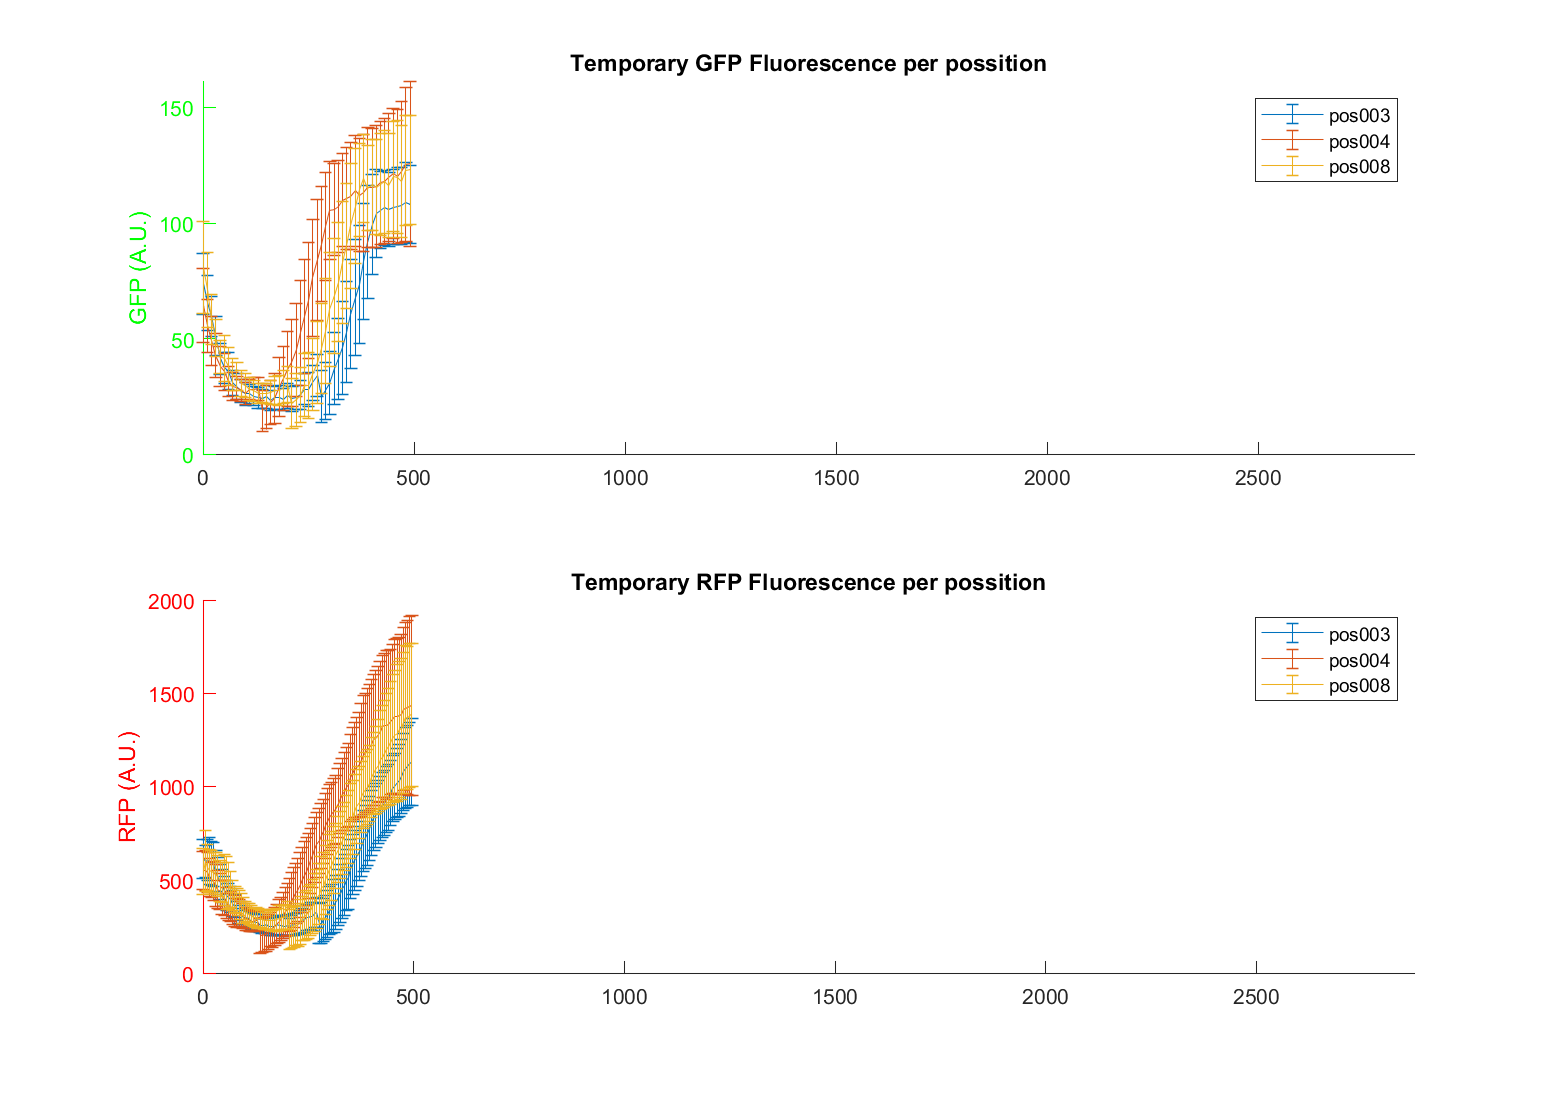 Temporary GFP Fluorescence per possition
GFP (A.U.)
150
100
50
0
0 500 1000 1500 2000 2500
pos003
pos004
pos008
Temporary RFP Fluorescence per possition
RFP (A.U.)
2000
1500
1000
500
0
0 500 1000 1500 2000 2500
pos003
pos004
pos008